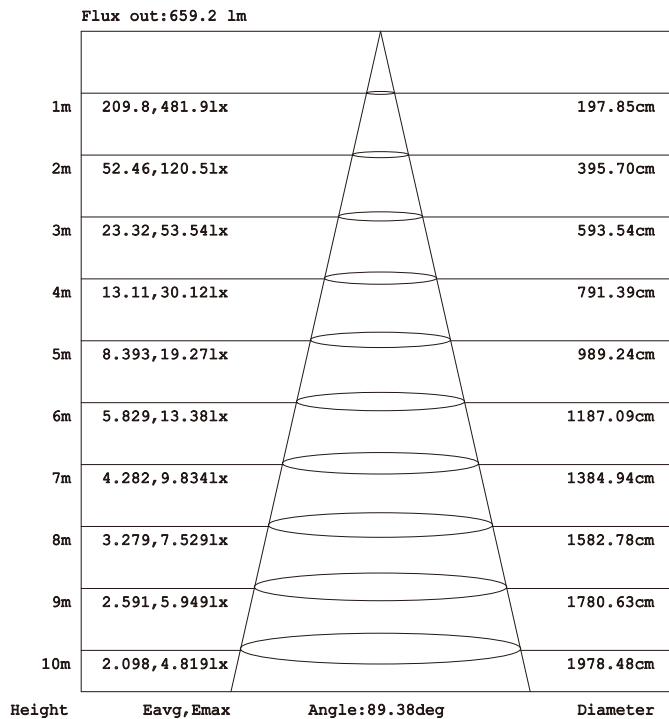 Flux out:659.2 lm
1m 209.8,481.9lx 197.85cm
2m 52.46,120.5lx 395.70cm
3m 23.32,53.54lx 593.54cm
4m 13.11,30.12lx 791.39cm
5m 8.393,19.27lx 989.24cm
6m 5.829,13.38lx 1187.09cm
7m 4.282,9.834lx 1384.94cm
8m 3.279,7.529lx 1582.78cm
9m 2.591,5.949lx 1780.63cm
10m 2.098,4.819lx 1978.48cm
Height Eavg,Emax Angle:89.38deg Diameter